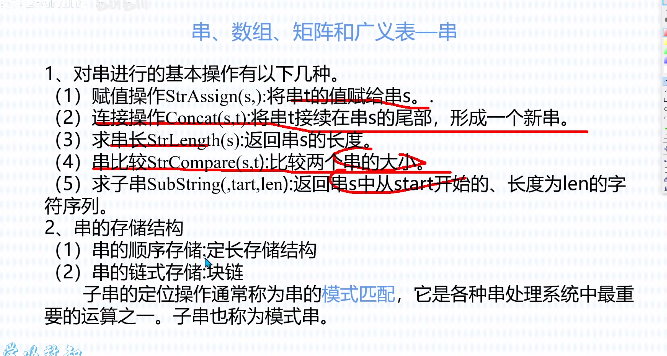 串、数组、矩阵和广义表—串
1、对串进行的基本操作有以下几种。
（1）赋值操作StrAssign(s,):将串t的值赋给串s。.
（2）连接操作Concat(s,t):将串t接续在串s的尾部，形成一个新串。
（3）求串长StrLength(s):返回串s的长度。
（4）串比较StrCompare(s,t):比较两个串的大小。
（5）求子串SubString(,tart,len):返回串s中从start开始的、长度为len的字
符序列。
2、串的存储结构
（1）串的顺序存储:定长存储结构
（2）串的链式存储:块链
子串的定位操作通常称为串的模式匹配，它是各种串处理系统中最重
要的运算之一。子串也称为模式串。